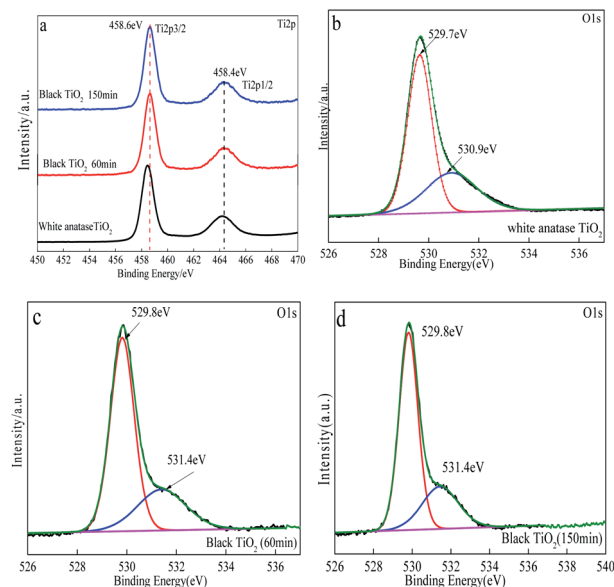 a
Ti2p
458.6eV
Ti2p3/2
458.4eV
Ti2p1/2
Black TiO₂ 150min
Black TiO₂ 60min
White anataseTiO₂
Intensity/a.u.
450 452 454 456 458 460 462 464 466 468 470
Binding Energy/eV
b
O1s
529.7eV
530.9eV
white anatase TiO₂
Intensity/a.u.
526 528 530 532 534 536
Binding Energy(eV)
c
O1s
529.8eV
531.4eV
Black TiO₂ (60min)
Intensity/a.u.
526 528 530 532 534 536
Binding Energy(eV)
d
O1s
529.8eV
531.4eV
Black TiO₂(150min)
Intensity(a.u.)
526 528 530 532 534 536 538 540
Binding Energy(eV)